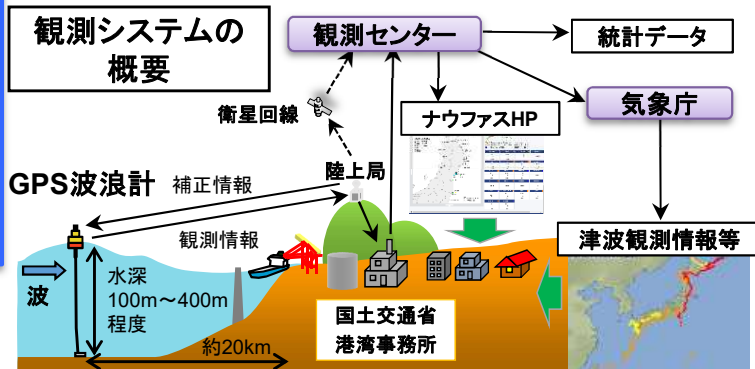 観測システムの
概要
観測センター
統計データ
衛星回線
ナウファスHP
気象庁
陸上局
GPS波浪計
補正情報
観測情報
津波観測情報等
波
水深
100m～400m
程度
国土交通省
港湾事務所
約20km